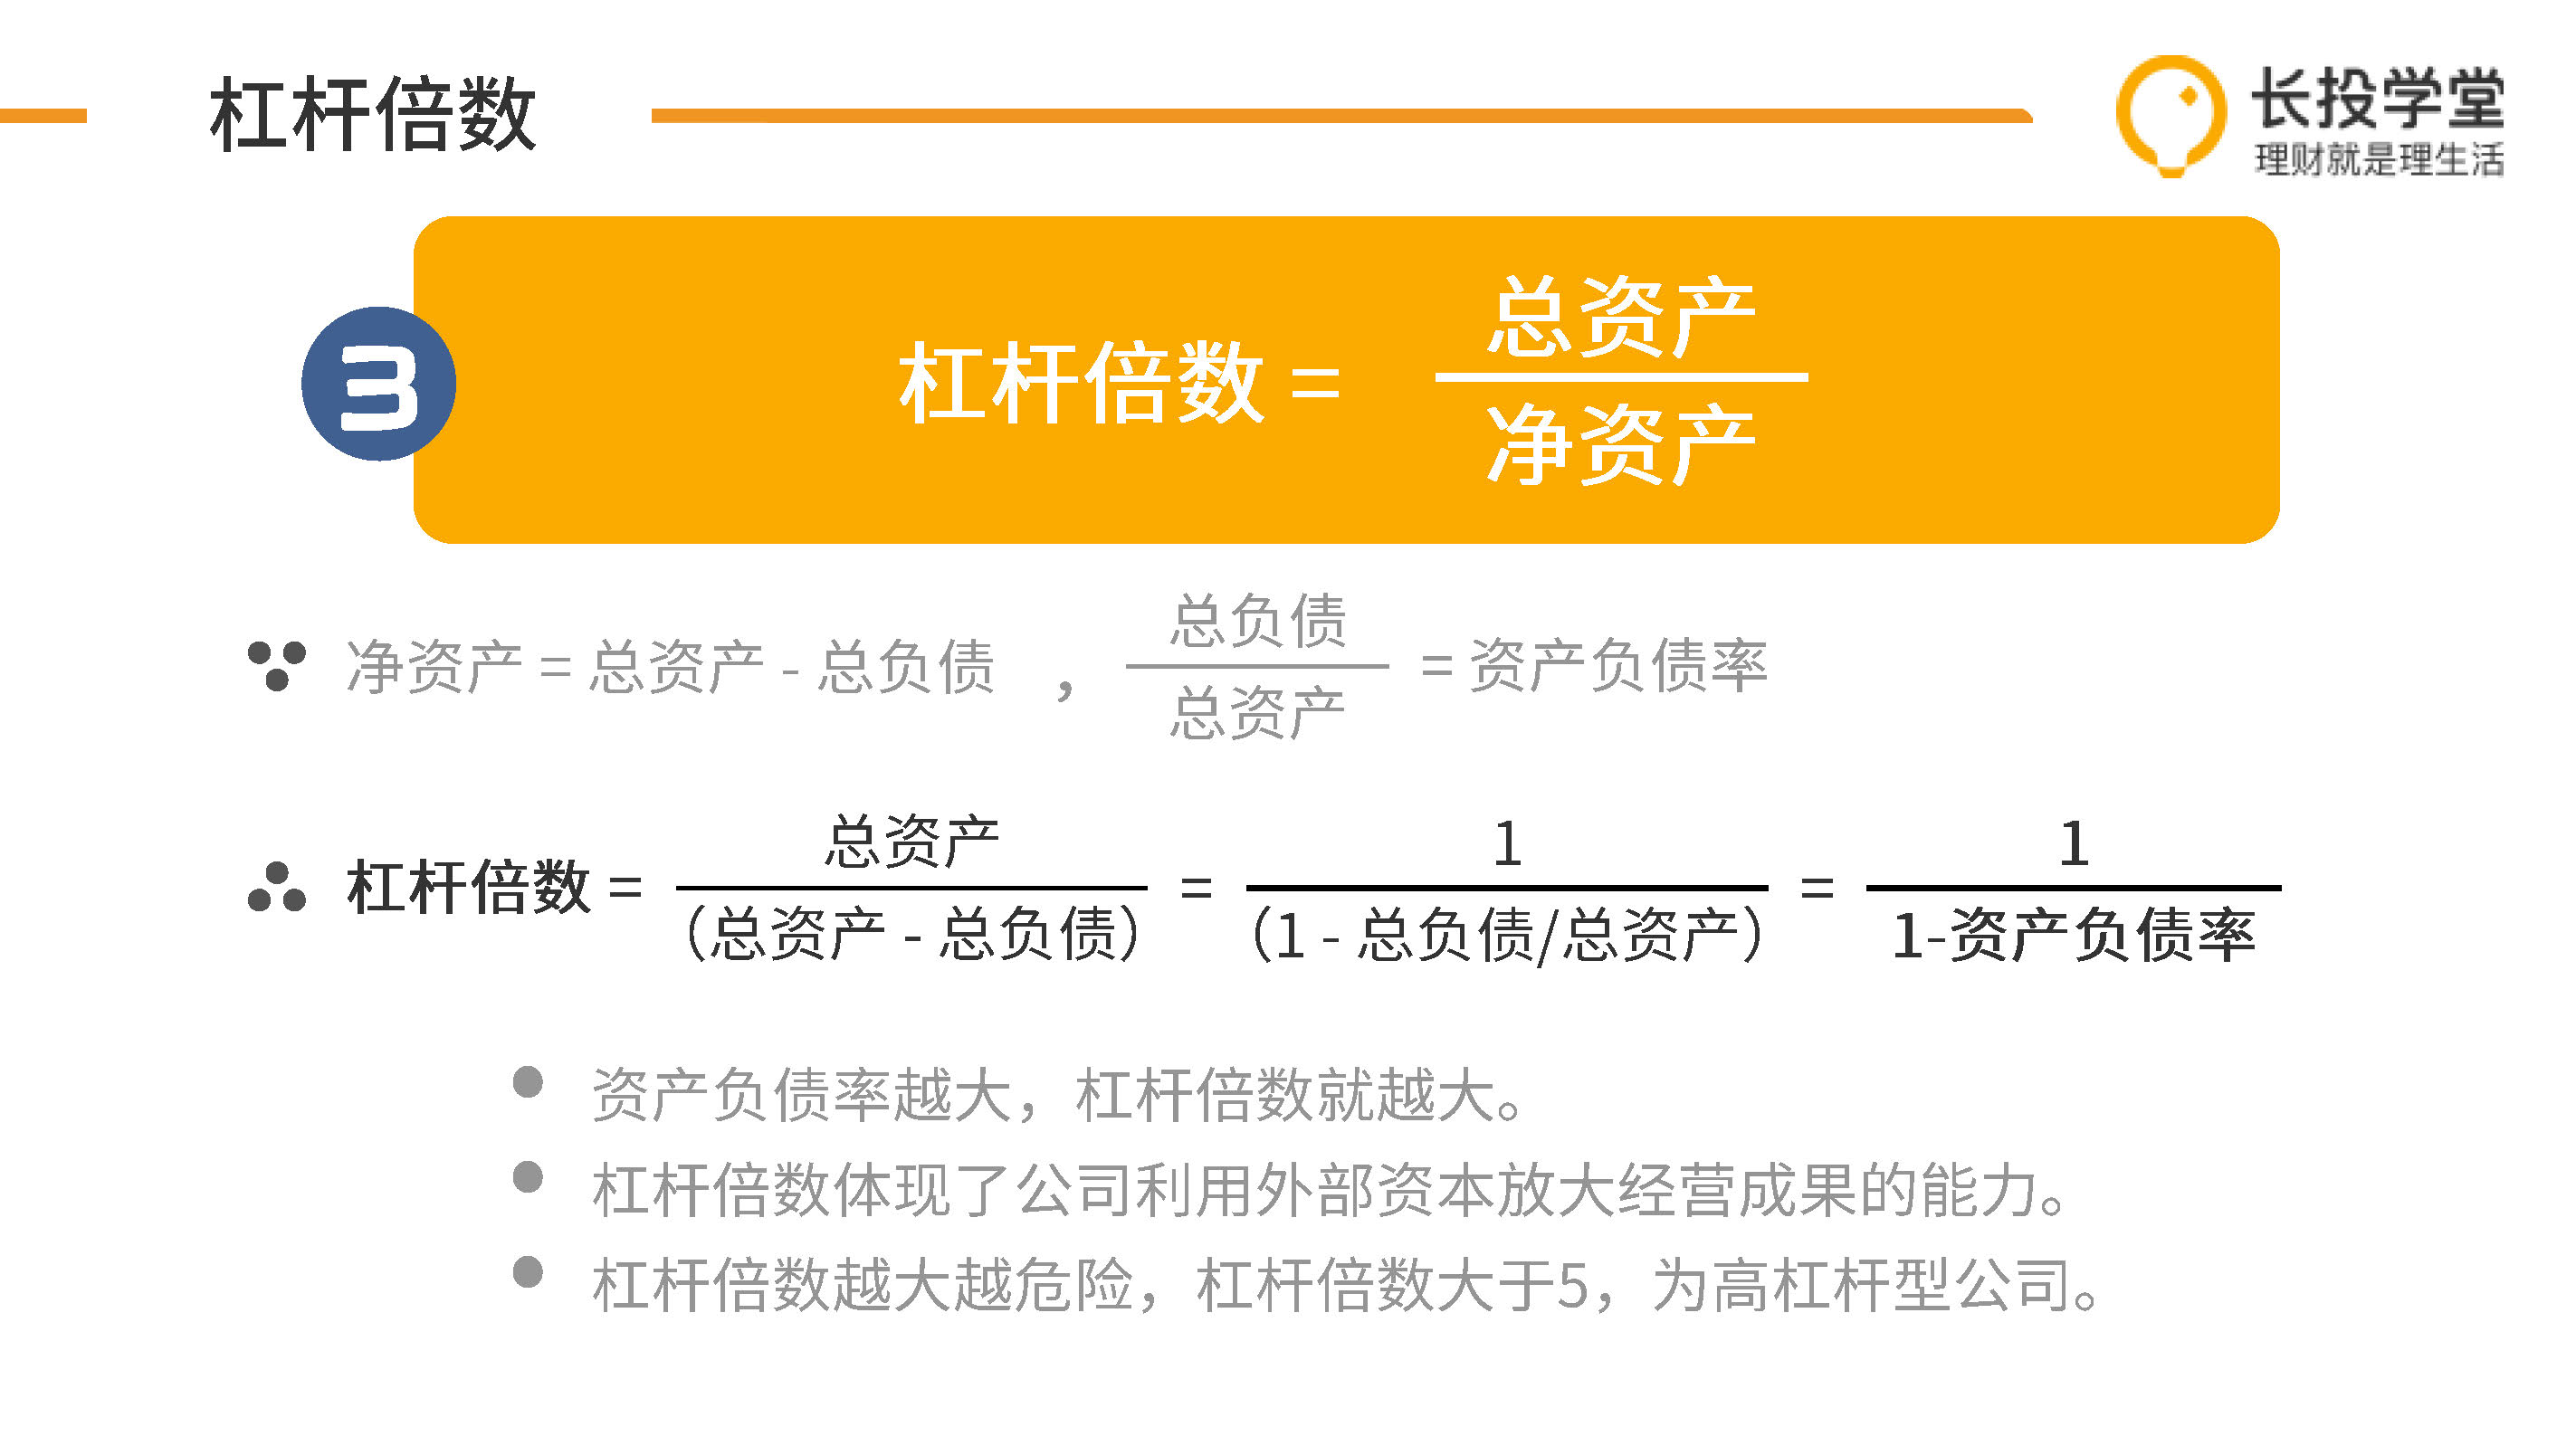 杠杆倍数
长投学堂
理财就是理生活
3
杠杆倍数 = 总资产 / 净资产
∵ 净资产 = 总资产 - 总负债 ， 总负债 / 总资产 = 资产负债率
∴ 杠杆倍数 = 总资产 / （总资产 - 总负债） = 1 / （1 - 总负债/总资产） = 1 / 1-资产负债率
• 资产负债率越大，杠杆倍数就越大。
• 杠杆倍数体现了公司利用外部资本放大经营成果的能力。
• 杠杆倍数越大越危险，杠杆倍数大于5，为高杠杆型公司。